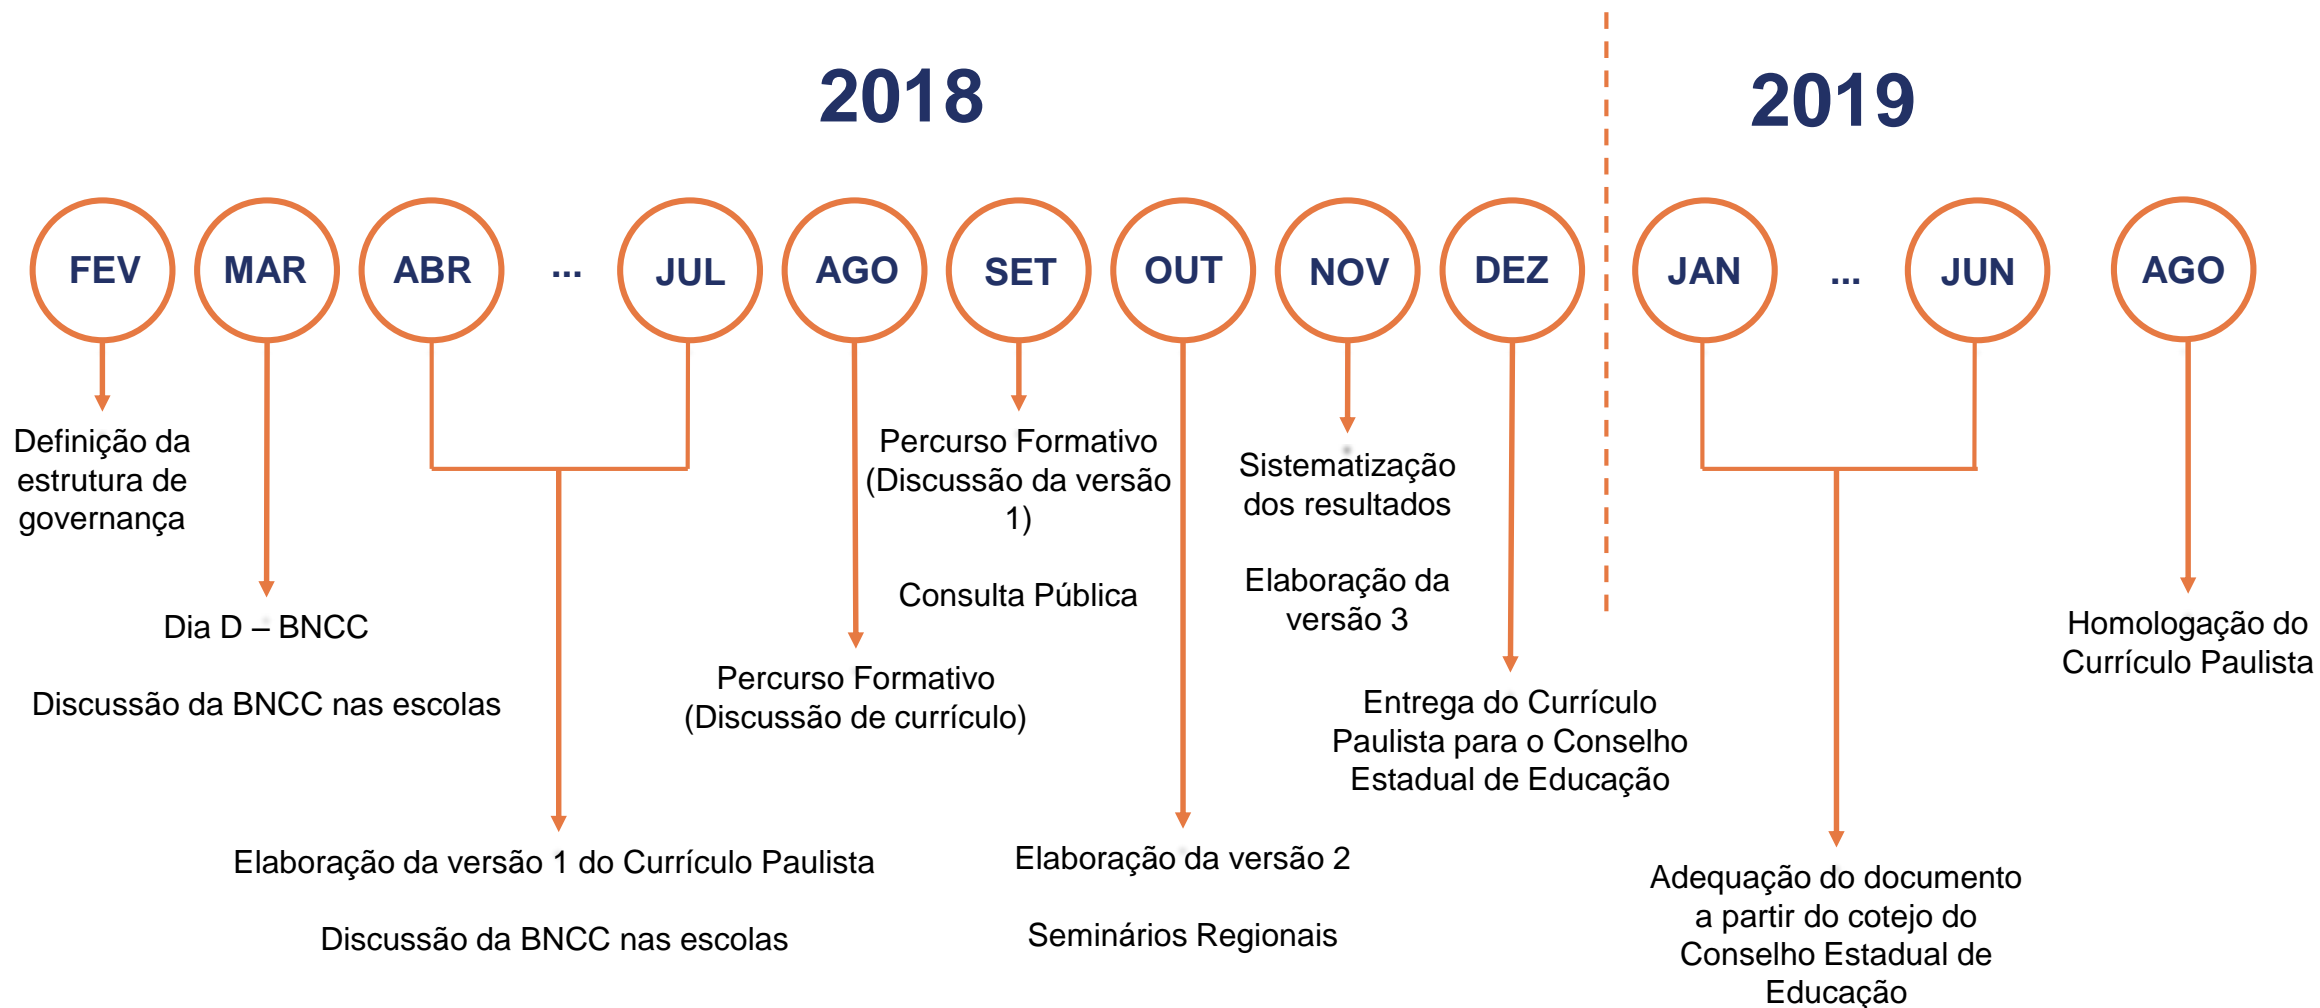 2018
2019
FEV
MAR
ABR
...
JUL
AGO
SET
OUT
NOV
DEZ
JAN
...
JUN
AGO
Definição da
estrutura de
governança
Dia D – BNCC
Discussão da BNCC nas escolas
Elaboração da versão 1 do Currículo Paulista
Discussão da BNCC nas escolas
Percurso Formativo
(Discussão de currículo)
Percurso Formativo
(Discussão da versão
1)
Consulta Pública
Elaboração da versão 2
Seminários Regionais
Sistematização
dos resultados
Elaboração da
versão 3
Entrega do Currículo
Paulista para o Conselho
Estadual de Educação
Adequação do documento
a partir do cotejo do
Conselho Estadual de
Educação
Homologação do
Currículo Paulista